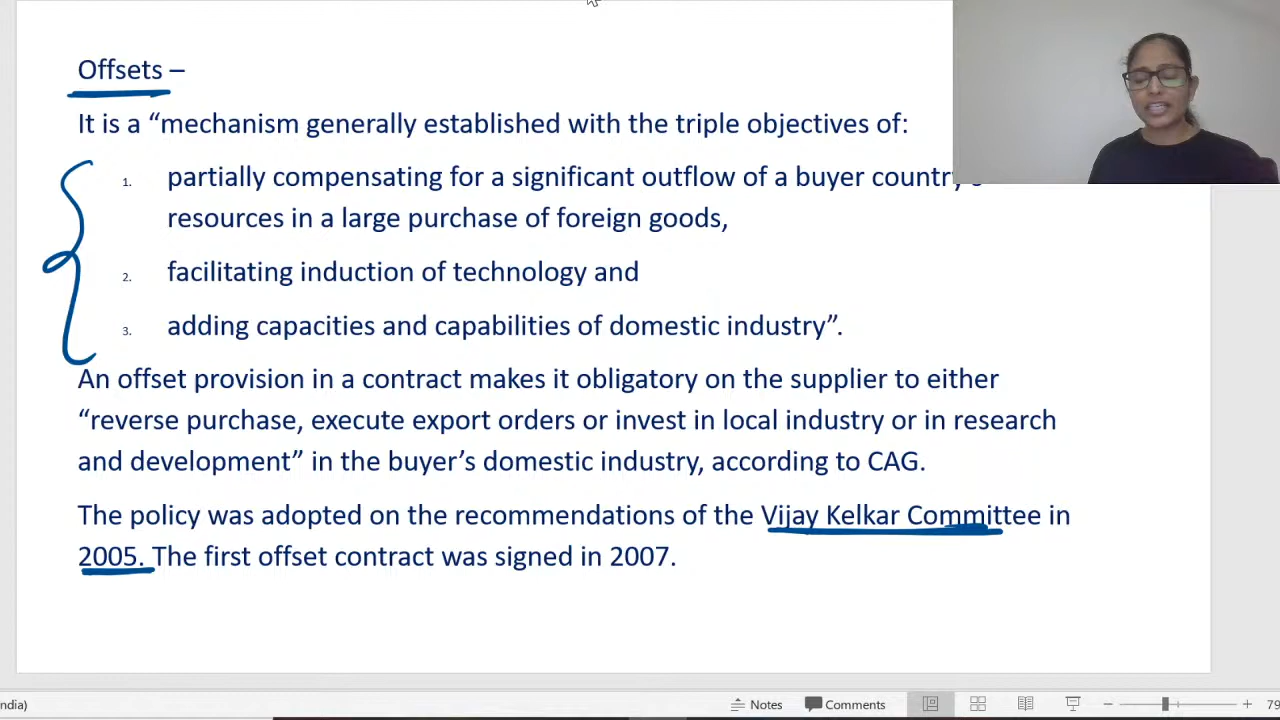 Offsets –
It is a “mechanism generally established with the triple objectives of:
1. partially compensating for a significant outflow of a buyer country's
resources in a large purchase of foreign goods,
2. facilitating induction of technology and
3. adding capacities and capabilities of domestic industry”.
An offset provision in a contract makes it obligatory on the supplier to either
“reverse purchase, execute export orders or invest in local industry or in research
and development” in the buyer’s domestic industry, according to CAG.
The policy was adopted on the recommendations of the Vijay Kelkar Committee in
2005. The first offset contract was signed in 2007.
ndia) Notes Comments 79